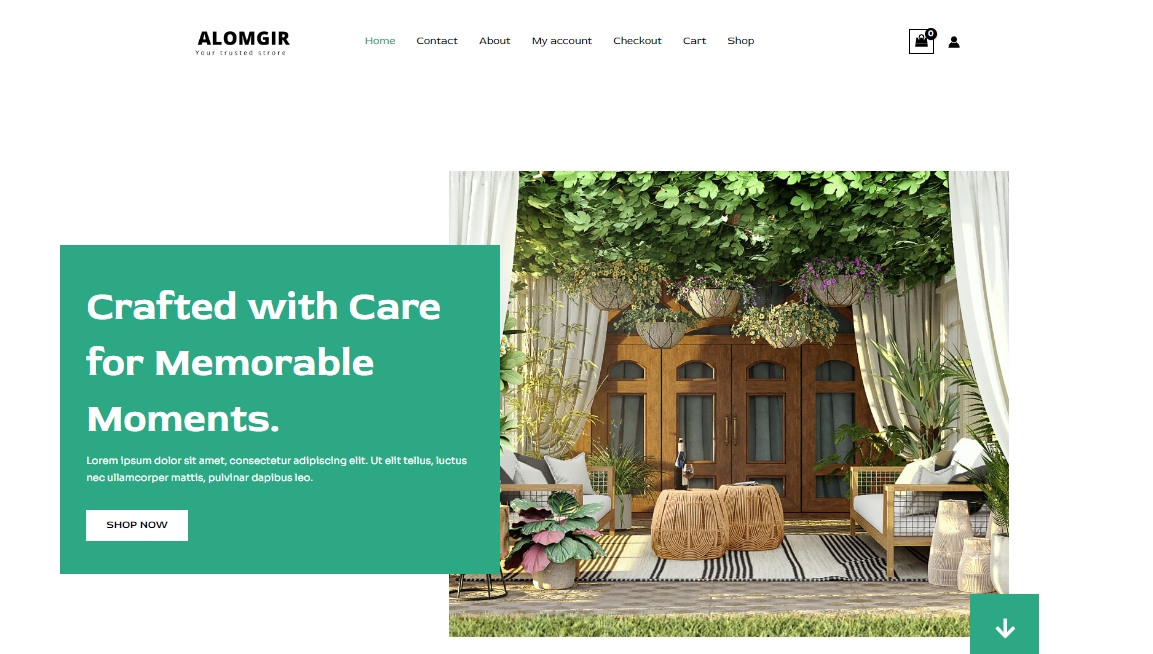 ALOMGIR
Your trusted strore
Home Contact About My account Checkout Cart Shop
0
Crafted with Care
for Memorable
Moments.
Lorem ipsum dolor sit amet, consectetur adipiscing elit. Ut elit tellus, luctus
nec ullamcorper mattis, pulvinar dapibus leo.
SHOP NOW